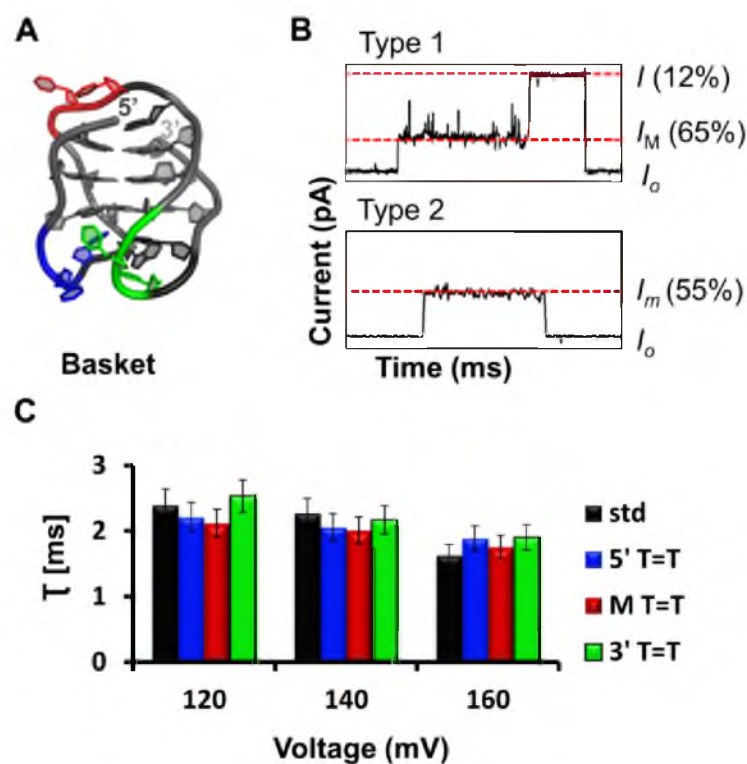 A
5'
3'
Basket
B
Type 1
I (12%)
I_M (65%)
I_o
Type 2
I_m (55%)
I_o
Current (pA)
Time (ms)
C
3
2
1
0
τ [ms]
120 140 160
Voltage (mV)
std
5' T=T
M T=T
3' T=T